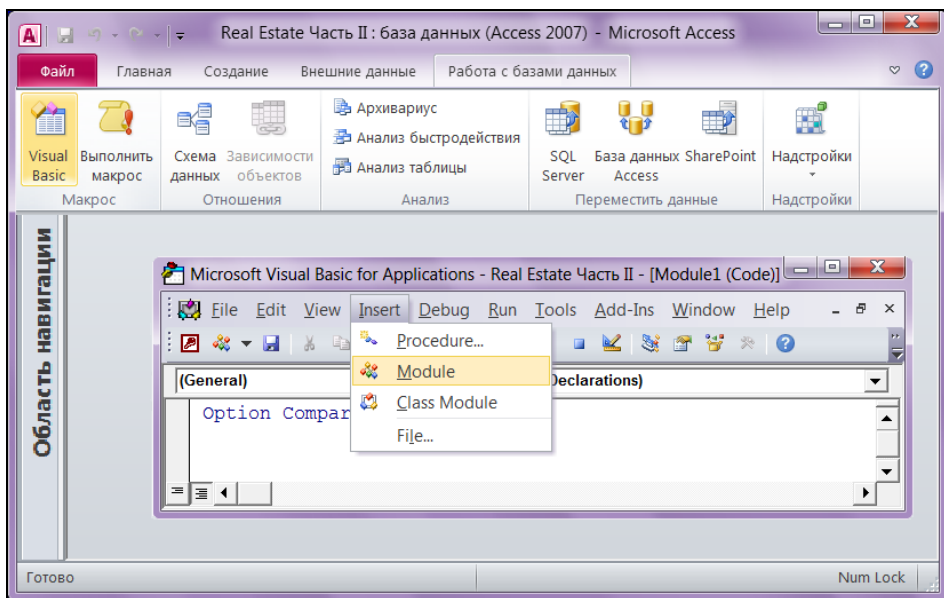 Real Estate Часть II : база данных (Access 2007) - Microsoft Access
Файл Главная Создание Внешние данные Работа с базами данных
Visual Basic
Выполнить макрос
Макрос
Схема данных
Зависимости объектов
Отношения
Архивариус
Анализ быстродействия
Анализ таблицы
Анализ
SQL Server
База данных Access
SharePoint
Переместить данные
Надстройки
Надстройки
Область навигации
Microsoft Visual Basic for Applications - Real Estate Часть II - [Module1 (Code)]
File Edit View Insert Debug Run Tools Add-Ins Window Help
Procedure...
Module
Class Module
File...
(General)
Declarations)
Option Compar
Готово
Num Lock